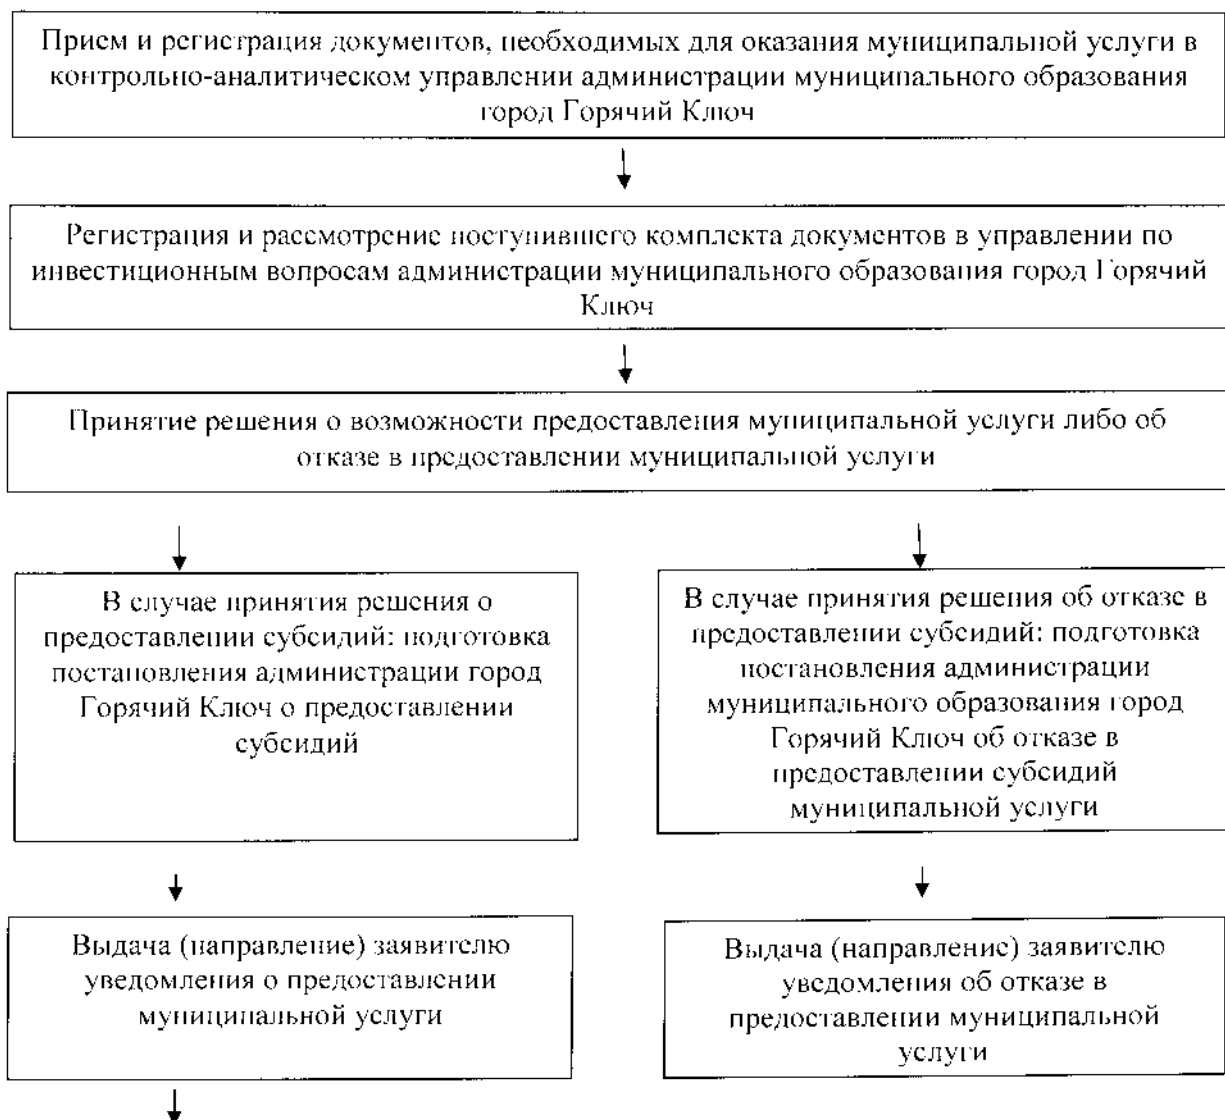 Прием и регистрация документов, необходимых для оказания муниципальной услуги в
контрольно-аналитическом управлении администрации муниципального образования
город Горячий Ключ
Регистрация и рассмотрение поступившего комплекта документов в управлении по
инвестиционным вопросам администрации муниципального образования город Горячий
Ключ
Принятие решения о возможности предоставления муниципальной услуги либо об
отказе в предоставлении муниципальной услуги
В случае принятия решения о
предоставлении субсидий: подготовка
постановления администрации город
Горячий Ключ о предоставлении
субсидий
В случае принятия решения об отказе в
предоставлении субсидий: подготовка
постановления администрации
муниципального образования город
Горячий Ключ об отказе в
предоставлении субсидий
муниципальной услуги
Выдача (направление) заявителю
уведомления о предоставлении
муниципальной услуги
Выдача (направление) заявителю
уведомления об отказе в
предоставлении муниципальной
услуги